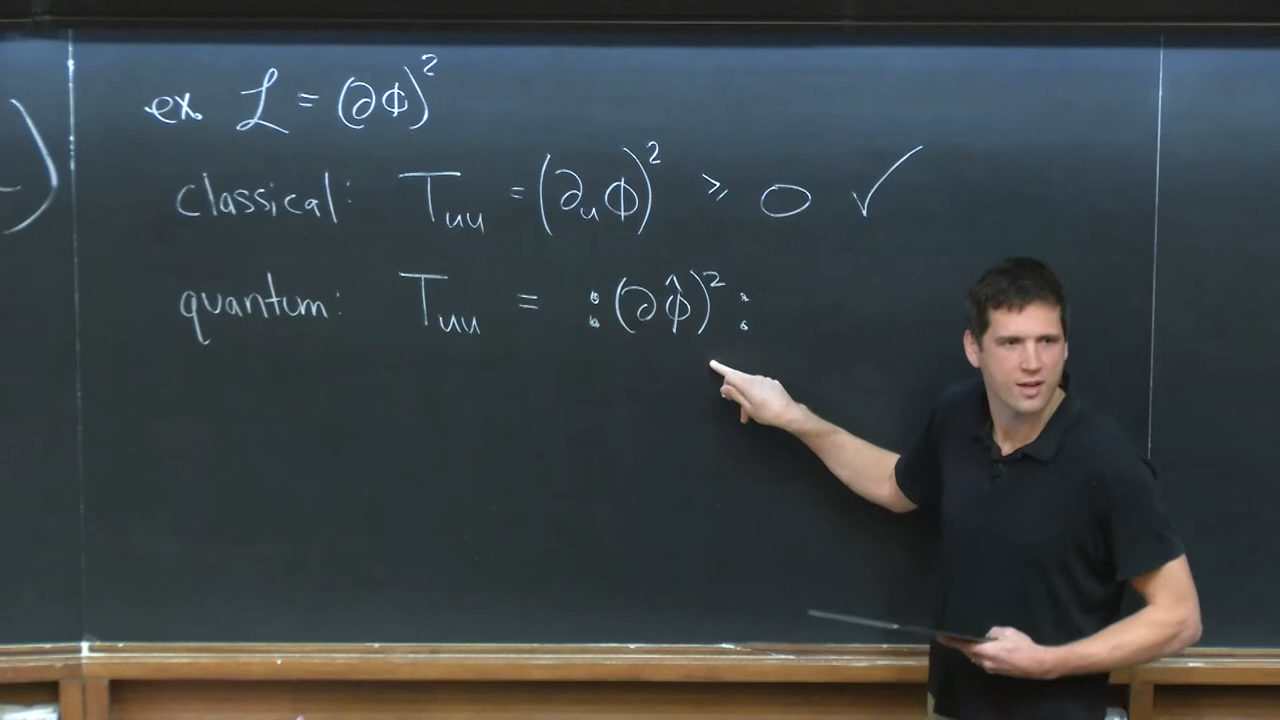 )
ex. ℒ = (∂ϕ)²
classical: T_uu = (∂_u ϕ)² ⩾ 0 ✓
quantum: T_uu = :(∂ϕ̂)²: